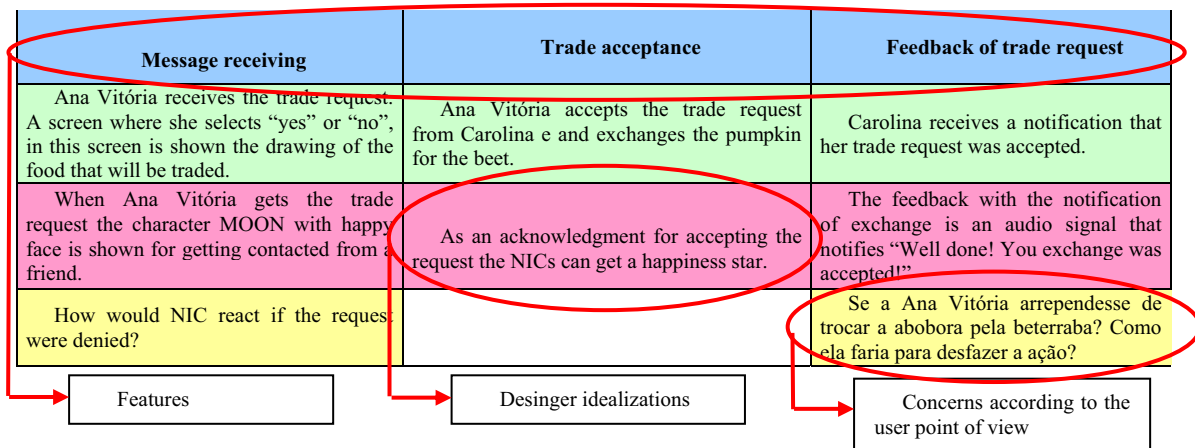 Message receiving
Trade acceptance
Feedback of trade request
Ana Vitória receives the trade request.
A screen where she selects “yes” or “no”,
in this screen is shown the drawing of the
food that will be traded.
Ana Vitória accepts the trade request
from Carolina e and exchanges the pumpkin
for the beet.
Carolina receives a notification that
her trade request was accepted.
When Ana Vitória gets the trade
request the character MOON with happy
face is shown for getting contacted from a
friend.
As an acknowledgment for accepting the
request the NICs can get a happiness star.
The feedback with the notification
of exchange is an audio signal that
notifies “Well done! You exchange was
accepted!”
How would NIC react if the request
were denied?
Se a Ana Vitória arrependesse de
trocar a abobora pela beterraba? Como
ela faria para desfazer a ação?
Features
Desinger idealizations
Concerns according to the
user point of view